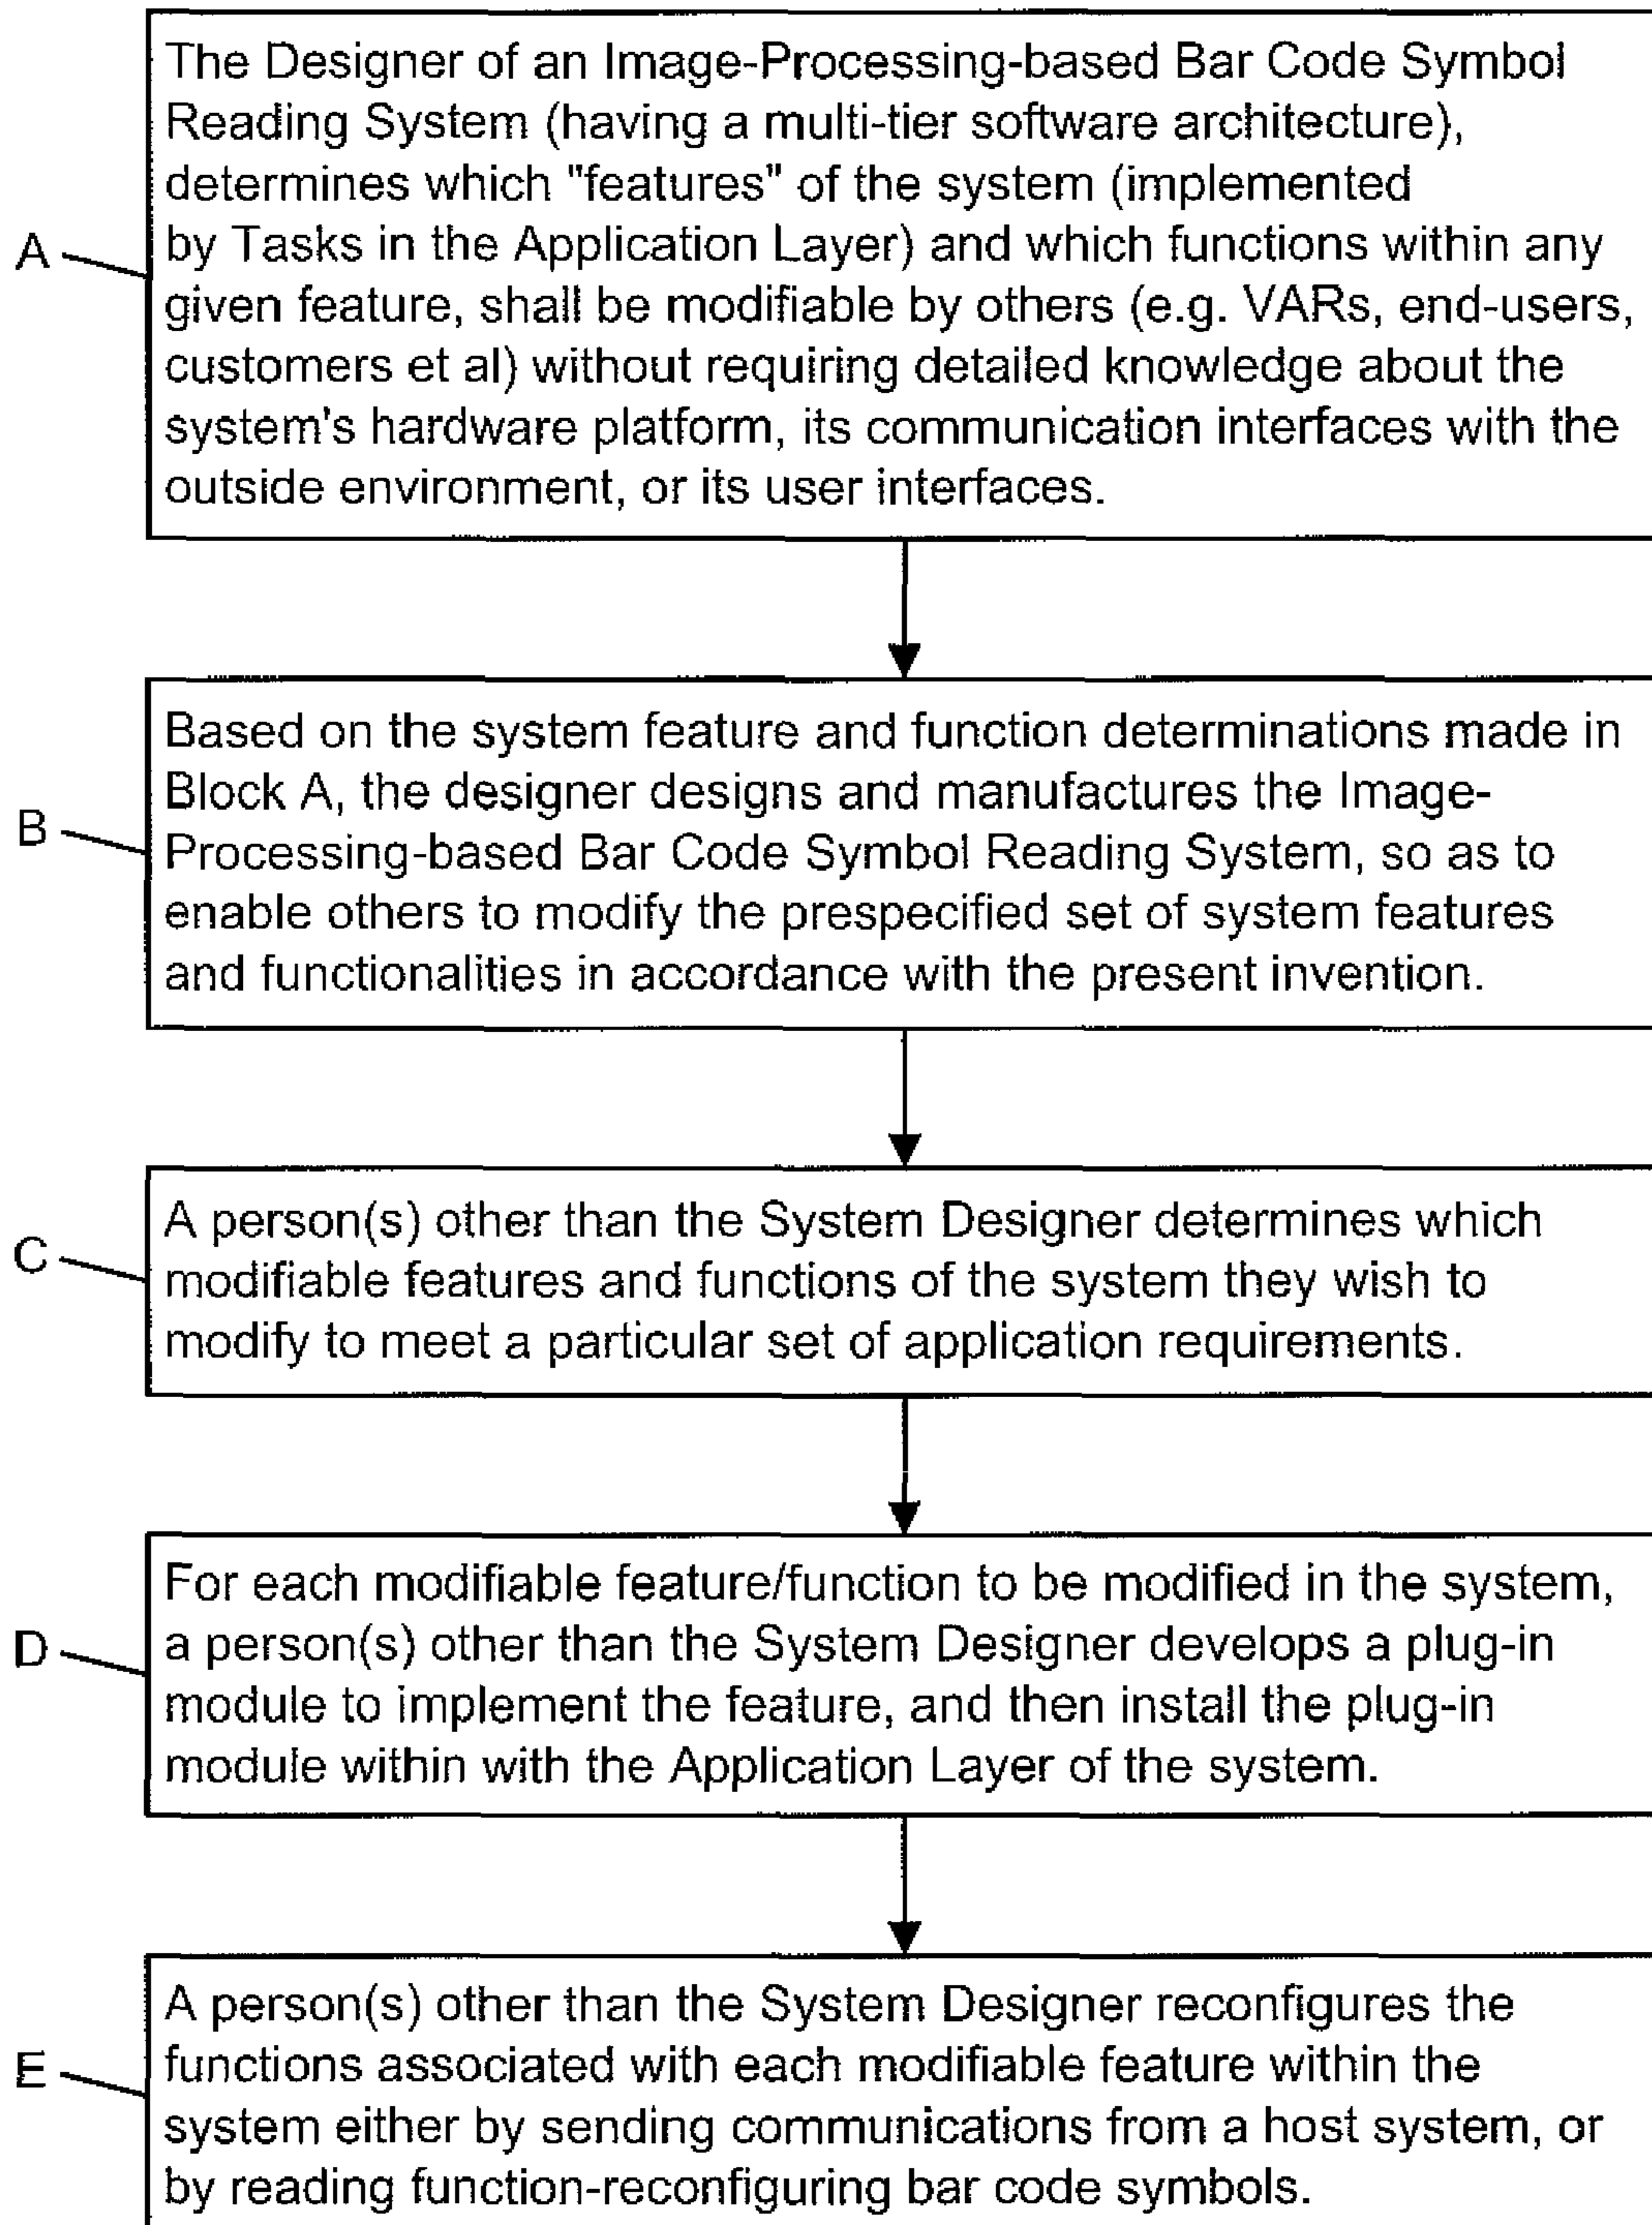 A
The Designer of an Image-Processing-based Bar Code Symbol
Reading System (having a multi-tier software architecture),
determines which "features" of the system (implemented
by Tasks in the Application Layer) and which functions within any
given feature, shall be modifiable by others (e.g. VARs, end-users,
customers et al) without requiring detailed knowledge about the
system's hardware platform, its communication interfaces with the
outside environment, or its user interfaces.
B
Based on the system feature and function determinations made in
Block A, the designer designs and manufactures the Image-
Processing-based Bar Code Symbol Reading System, so as to
enable others to modify the prespecified set of system features
and functionalities in accordance with the present invention.
C
A person(s) other than the System Designer determines which
modifiable features and functions of the system they wish to
modify to meet a particular set of application requirements.
D
For each modifiable feature/function to be modified in the system,
a person(s) other than the System Designer develops a plug-in
module to implement the feature, and then install the plug-in
module within with the Application Layer of the system.
E
A person(s) other than the System Designer reconfigures the
functions associated with each modifiable feature within the
system either by sending communications from a host system, or
by reading function-reconfiguring bar code symbols.